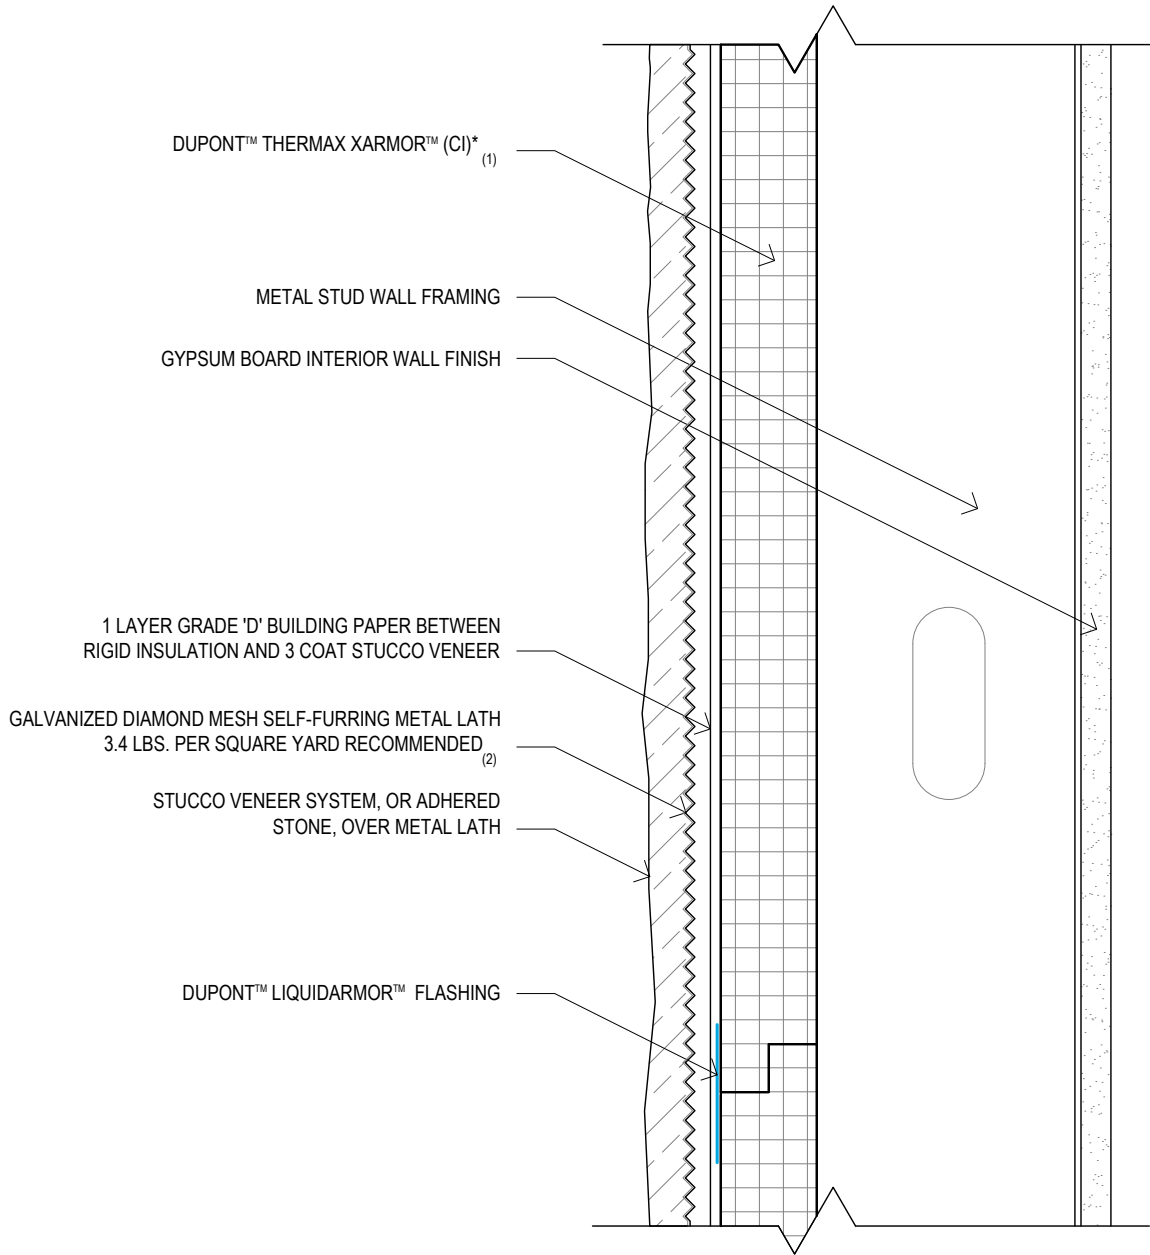 DUPONT™ THERMAX XARMOR™ (CI)* (1)
METAL STUD WALL FRAMING
GYPSUM BOARD INTERIOR WALL FINISH
1 LAYER GRADE 'D' BUILDING PAPER BETWEEN
RIGID INSULATION AND 3 COAT STUCCO VENEER
GALVANIZED DIAMOND MESH SELF-FURRING METAL LATH
3.4 LBS. PER SQUARE YARD RECOMMENDED (2)
STUCCO VENEER SYSTEM, OR ADHERED
STONE, OVER METAL LATH
DUPONT™ LIQUIDARMOR™ FLASHING